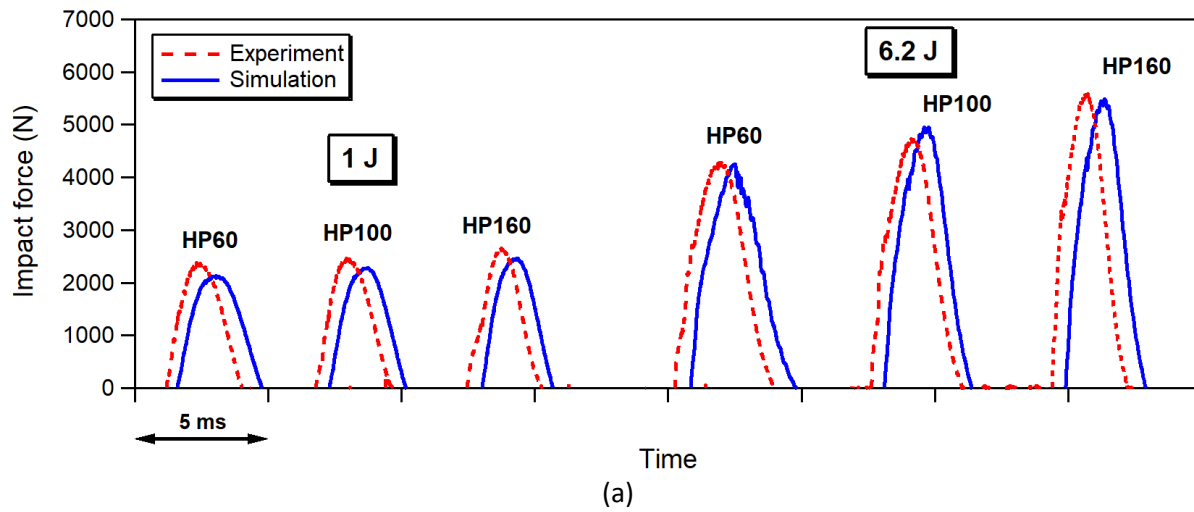 7000
6000
5000
4000
3000
2000
1000
0
Impact force (N)
Experiment
Simulation
1 J
6.2 J
HP60
HP100
HP160
HP60
HP100
HP160
5 ms
Time
(a)